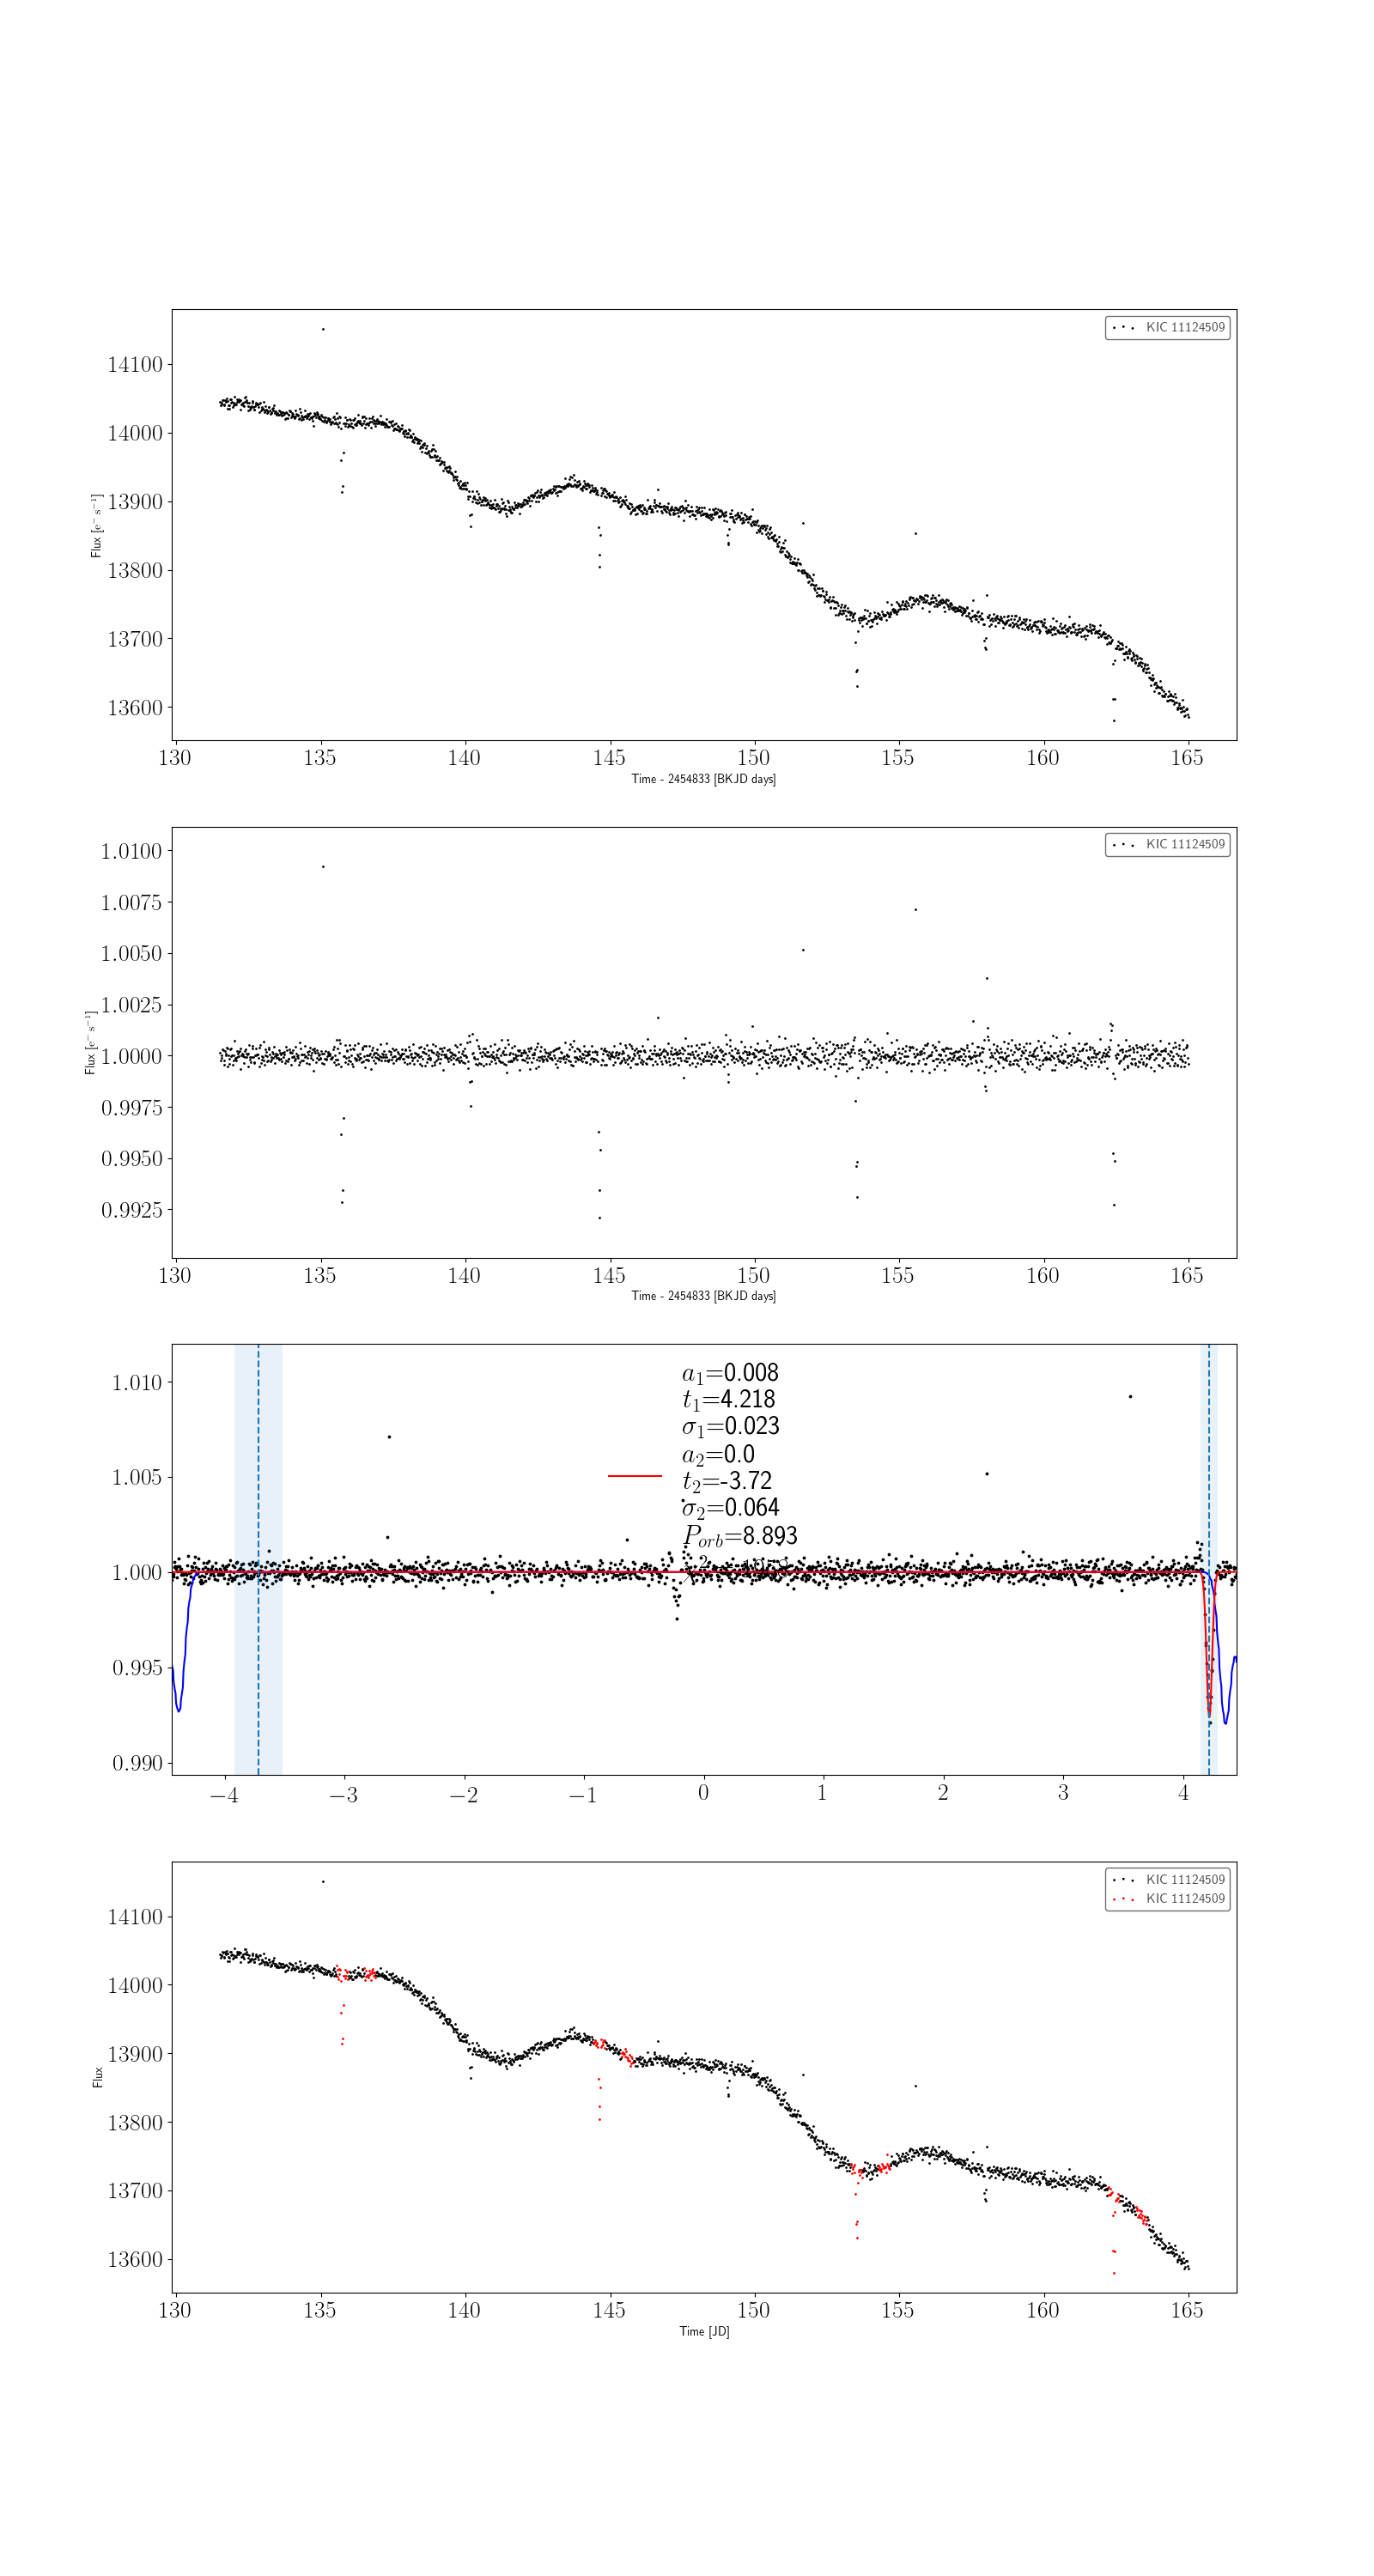 KIC 11124509
14100
14000
13900
13800
13700
13600
Flux [e⁻ s⁻¹]
130 135 140 145 150 155 160 165
Time - 2454833 [BKJD days]
KIC 11124509
1.0100
1.0075
1.0050
1.0025
1.0000
0.9975
0.9950
0.9925
Flux [e⁻ s⁻¹]
130 135 140 145 150 155 160 165
Time - 2454833 [BKJD days]
a₁=0.008
t₁=4.218
σ₁=0.023
a₂=0.0
t₂=-3.72
σ₂=0.064
P_orb=8.893
1.010
1.005
1.000
0.995
0.990
−4 −3 −2 −1 0 1 2 3 4
KIC 11124509
KIC 11124509
14100
14000
13900
13800
13700
13600
Flux
130 135 140 145 150 155 160 165
Time [JD]